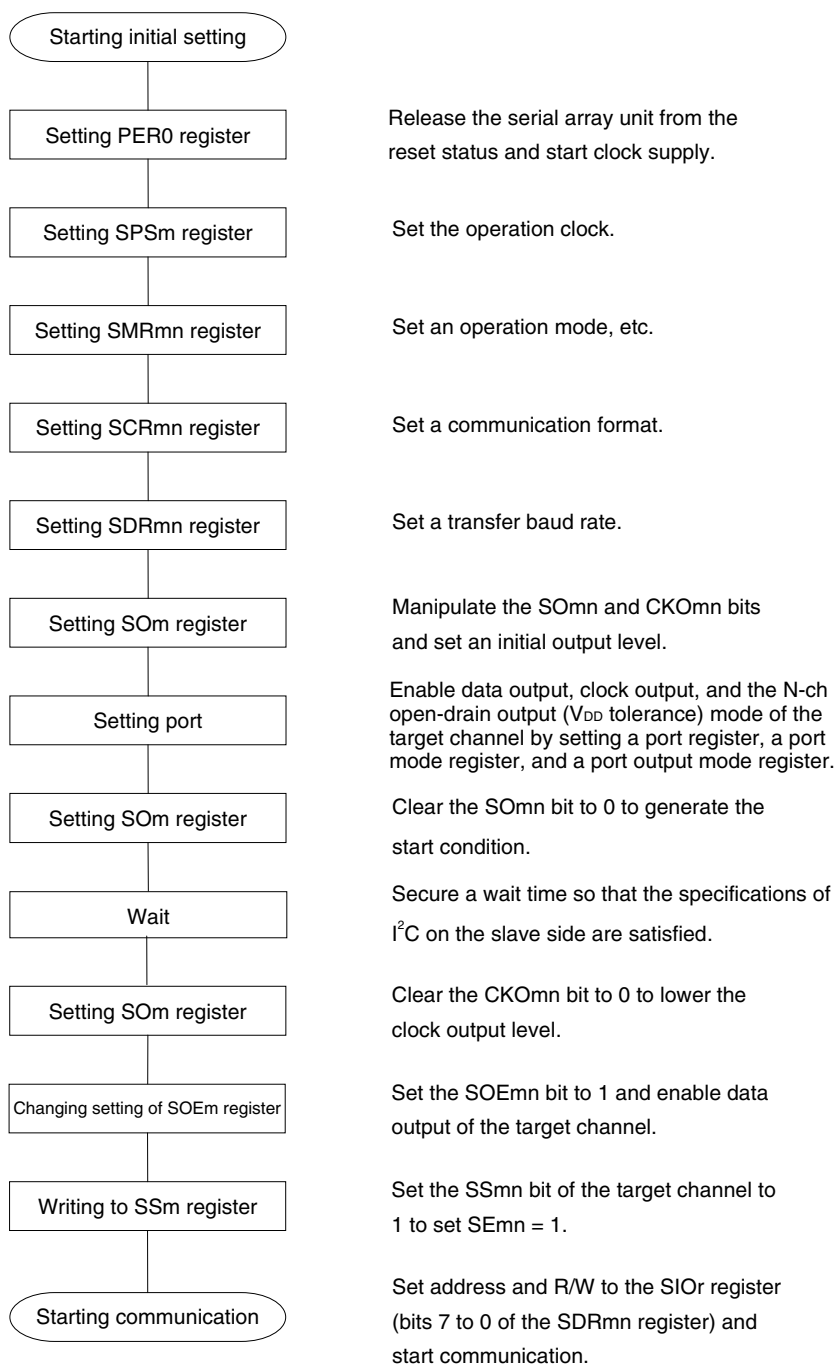 Starting initial setting
Setting PER0 register
Release the serial array unit from the
reset status and start clock supply.
Setting SPSm register
Set the operation clock.
Setting SMRmn register
Set an operation mode, etc.
Setting SCRmn register
Set a communication format.
Setting SDRmn register
Set a transfer baud rate.
Setting SOm register
Manipulate the SOmn and CKOmn bits
and set an initial output level.
Setting port
Enable data output, clock output, and the N-ch
open-drain output (VDD tolerance) mode of the
target channel by setting a port register, a port
mode register, and a port output mode register.
Setting SOm register
Clear the SOmn bit to 0 to generate the
start condition.
Wait
Secure a wait time so that the specifications of
I²C on the slave side are satisfied.
Setting SOm register
Clear the CKOmn bit to 0 to lower the
clock output level.
Changing setting of SOEm register
Set the SOEmn bit to 1 and enable data
output of the target channel.
Writing to SSm register
Set the SSmn bit of the target channel to
1 to set SEmn = 1.
Starting communication
Set address and R/W to the SIOr register
(bits 7 to 0 of the SDRmn register) and
start communication.